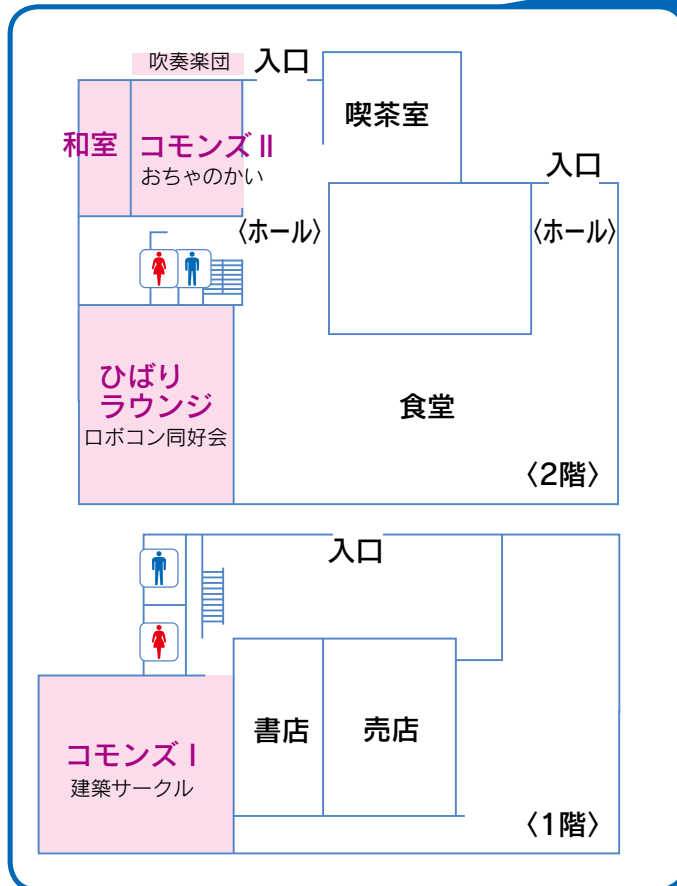 吹奏楽団
入口
喫茶室
和室
コモンズⅡ
おちゃのかい
入口
〈ホール〉
〈ホール〉
ひばり
ラウンジ
ロボコン同好会
食堂
〈2階〉
入口
書店
売店
コモンズⅠ
建築サークル
〈1階〉